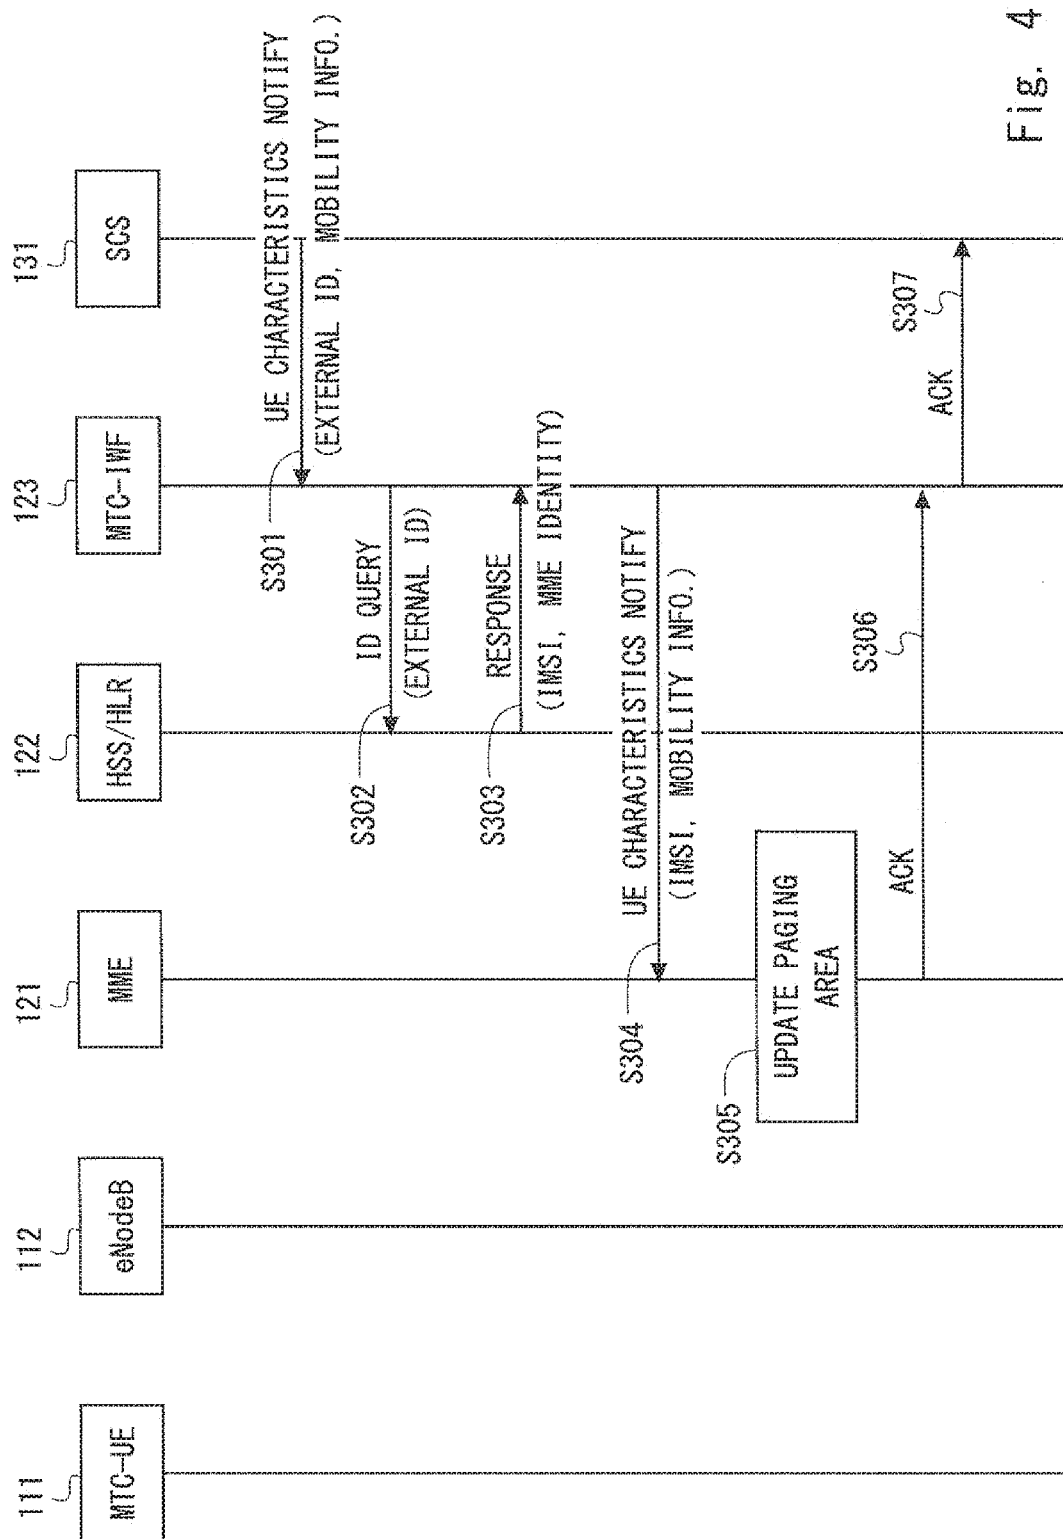 111
MTC-UE
112
eNodeB
121
MME
122
HSS/HLR
123
MTC-IWF
131
SCS
UE CHARACTERISTICS NOTIFY
(EXTERNAL ID, MOBILITY INFO.)
S301
ID QUERY
(EXTERNAL ID)
S302
RESPONSE
(IMSI, MME IDENTITY)
S303
UE CHARACTERISTICS NOTIFY
(IMSI, MOBILITY INFO.)
S304
S305
UPDATE PAGING
AREA
ACK
S306
ACK
S307
Fig. 4